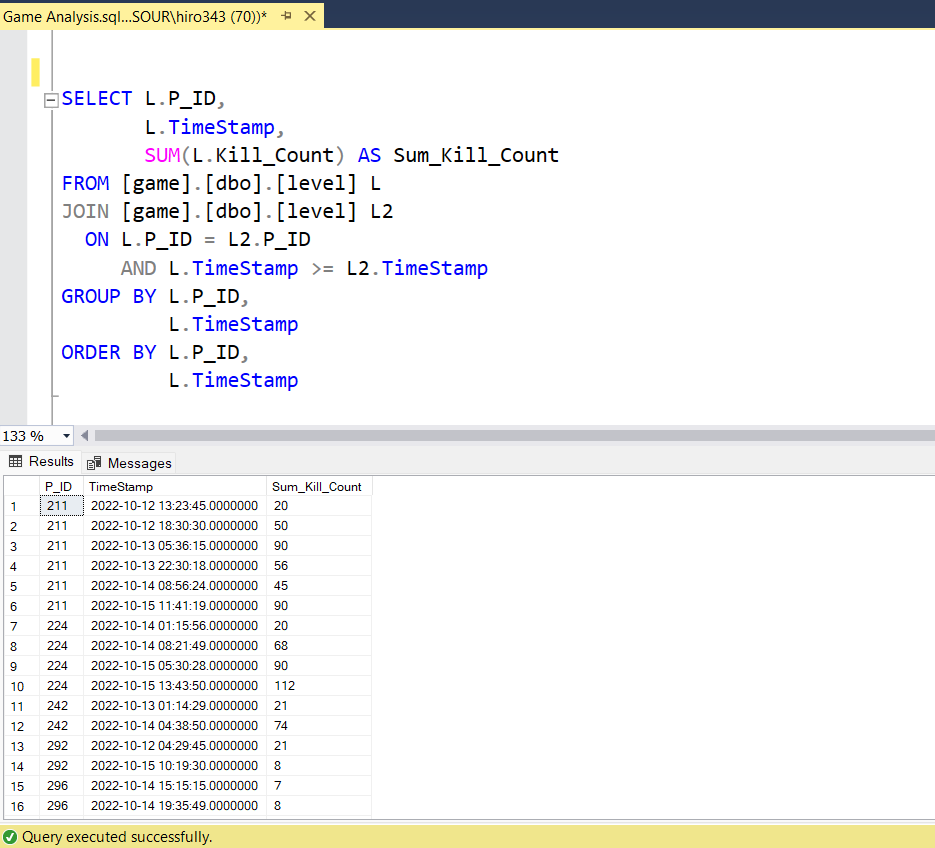 Game Analysis.sql...SOUR\hiro343 (70))*
SELECT L.P_ID,
L.TimeStamp,
SUM(L.Kill_Count) AS Sum_Kill_Count
FROM [game].[dbo].[level] L
JOIN [game].[dbo].[level] L2
ON L.P_ID = L2.P_ID
AND L.TimeStamp >= L2.TimeStamp
GROUP BY L.P_ID,
L.TimeStamp
ORDER BY L.P_ID,
L.TimeStamp
133 %
Results Messages
P_ID TimeStamp Sum_Kill_Count
1 211 2022-10-12 13:23:45.0000000 20
2 211 2022-10-12 18:30:30.0000000 50
3 211 2022-10-13 05:36:15.0000000 90
4 211 2022-10-13 22:30:18.0000000 56
5 211 2022-10-14 08:56:24.0000000 45
6 211 2022-10-15 11:41:19.0000000 90
7 224 2022-10-14 01:15:56.0000000 20
8 224 2022-10-14 08:21:49.0000000 68
9 224 2022-10-15 05:30:28.0000000 90
10 224 2022-10-15 13:43:50.0000000 112
11 242 2022-10-13 01:14:29.0000000 21
12 242 2022-10-14 04:38:50.0000000 74
13 292 2022-10-12 04:29:45.0000000 21
14 292 2022-10-15 10:19:30.0000000 8
15 296 2022-10-14 15:15:15.0000000 7
16 296 2022-10-14 19:35:49.0000000 8
Query executed successfully.